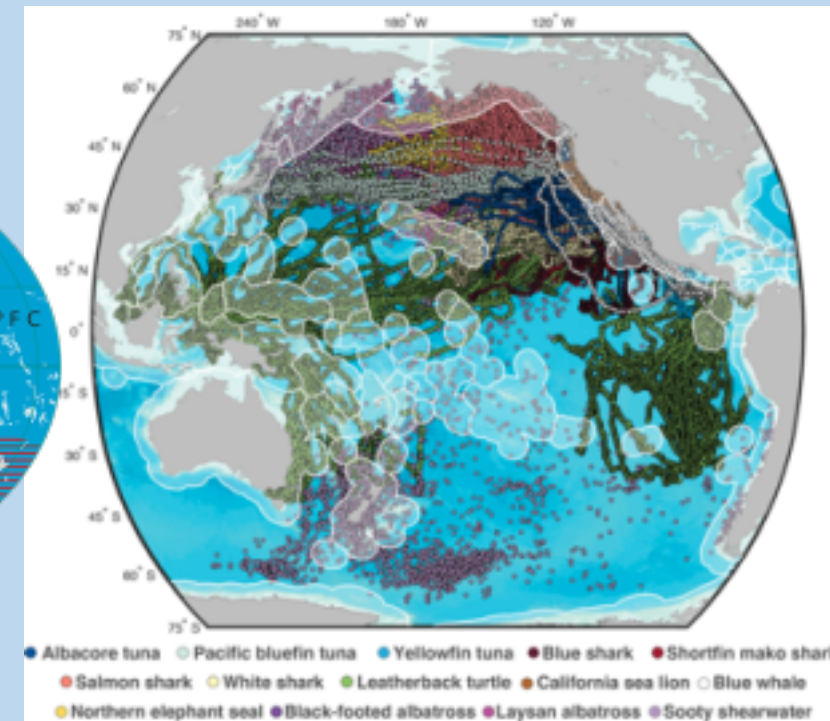 240° W 180° W 120° W
75° N
60° N
45° N
30° N
15° N
0°
15° S
30° S
45° S
60° S
75° S
F C
Albacore tuna Pacific bluefin tuna Yellowfin tuna Blue shark Shortfin mako shark
Salmon shark White shark Leatherback turtle California sea lion Blue whale
Northern elephant seal Black-footed albatross Laysan albatross Sooty shearwater